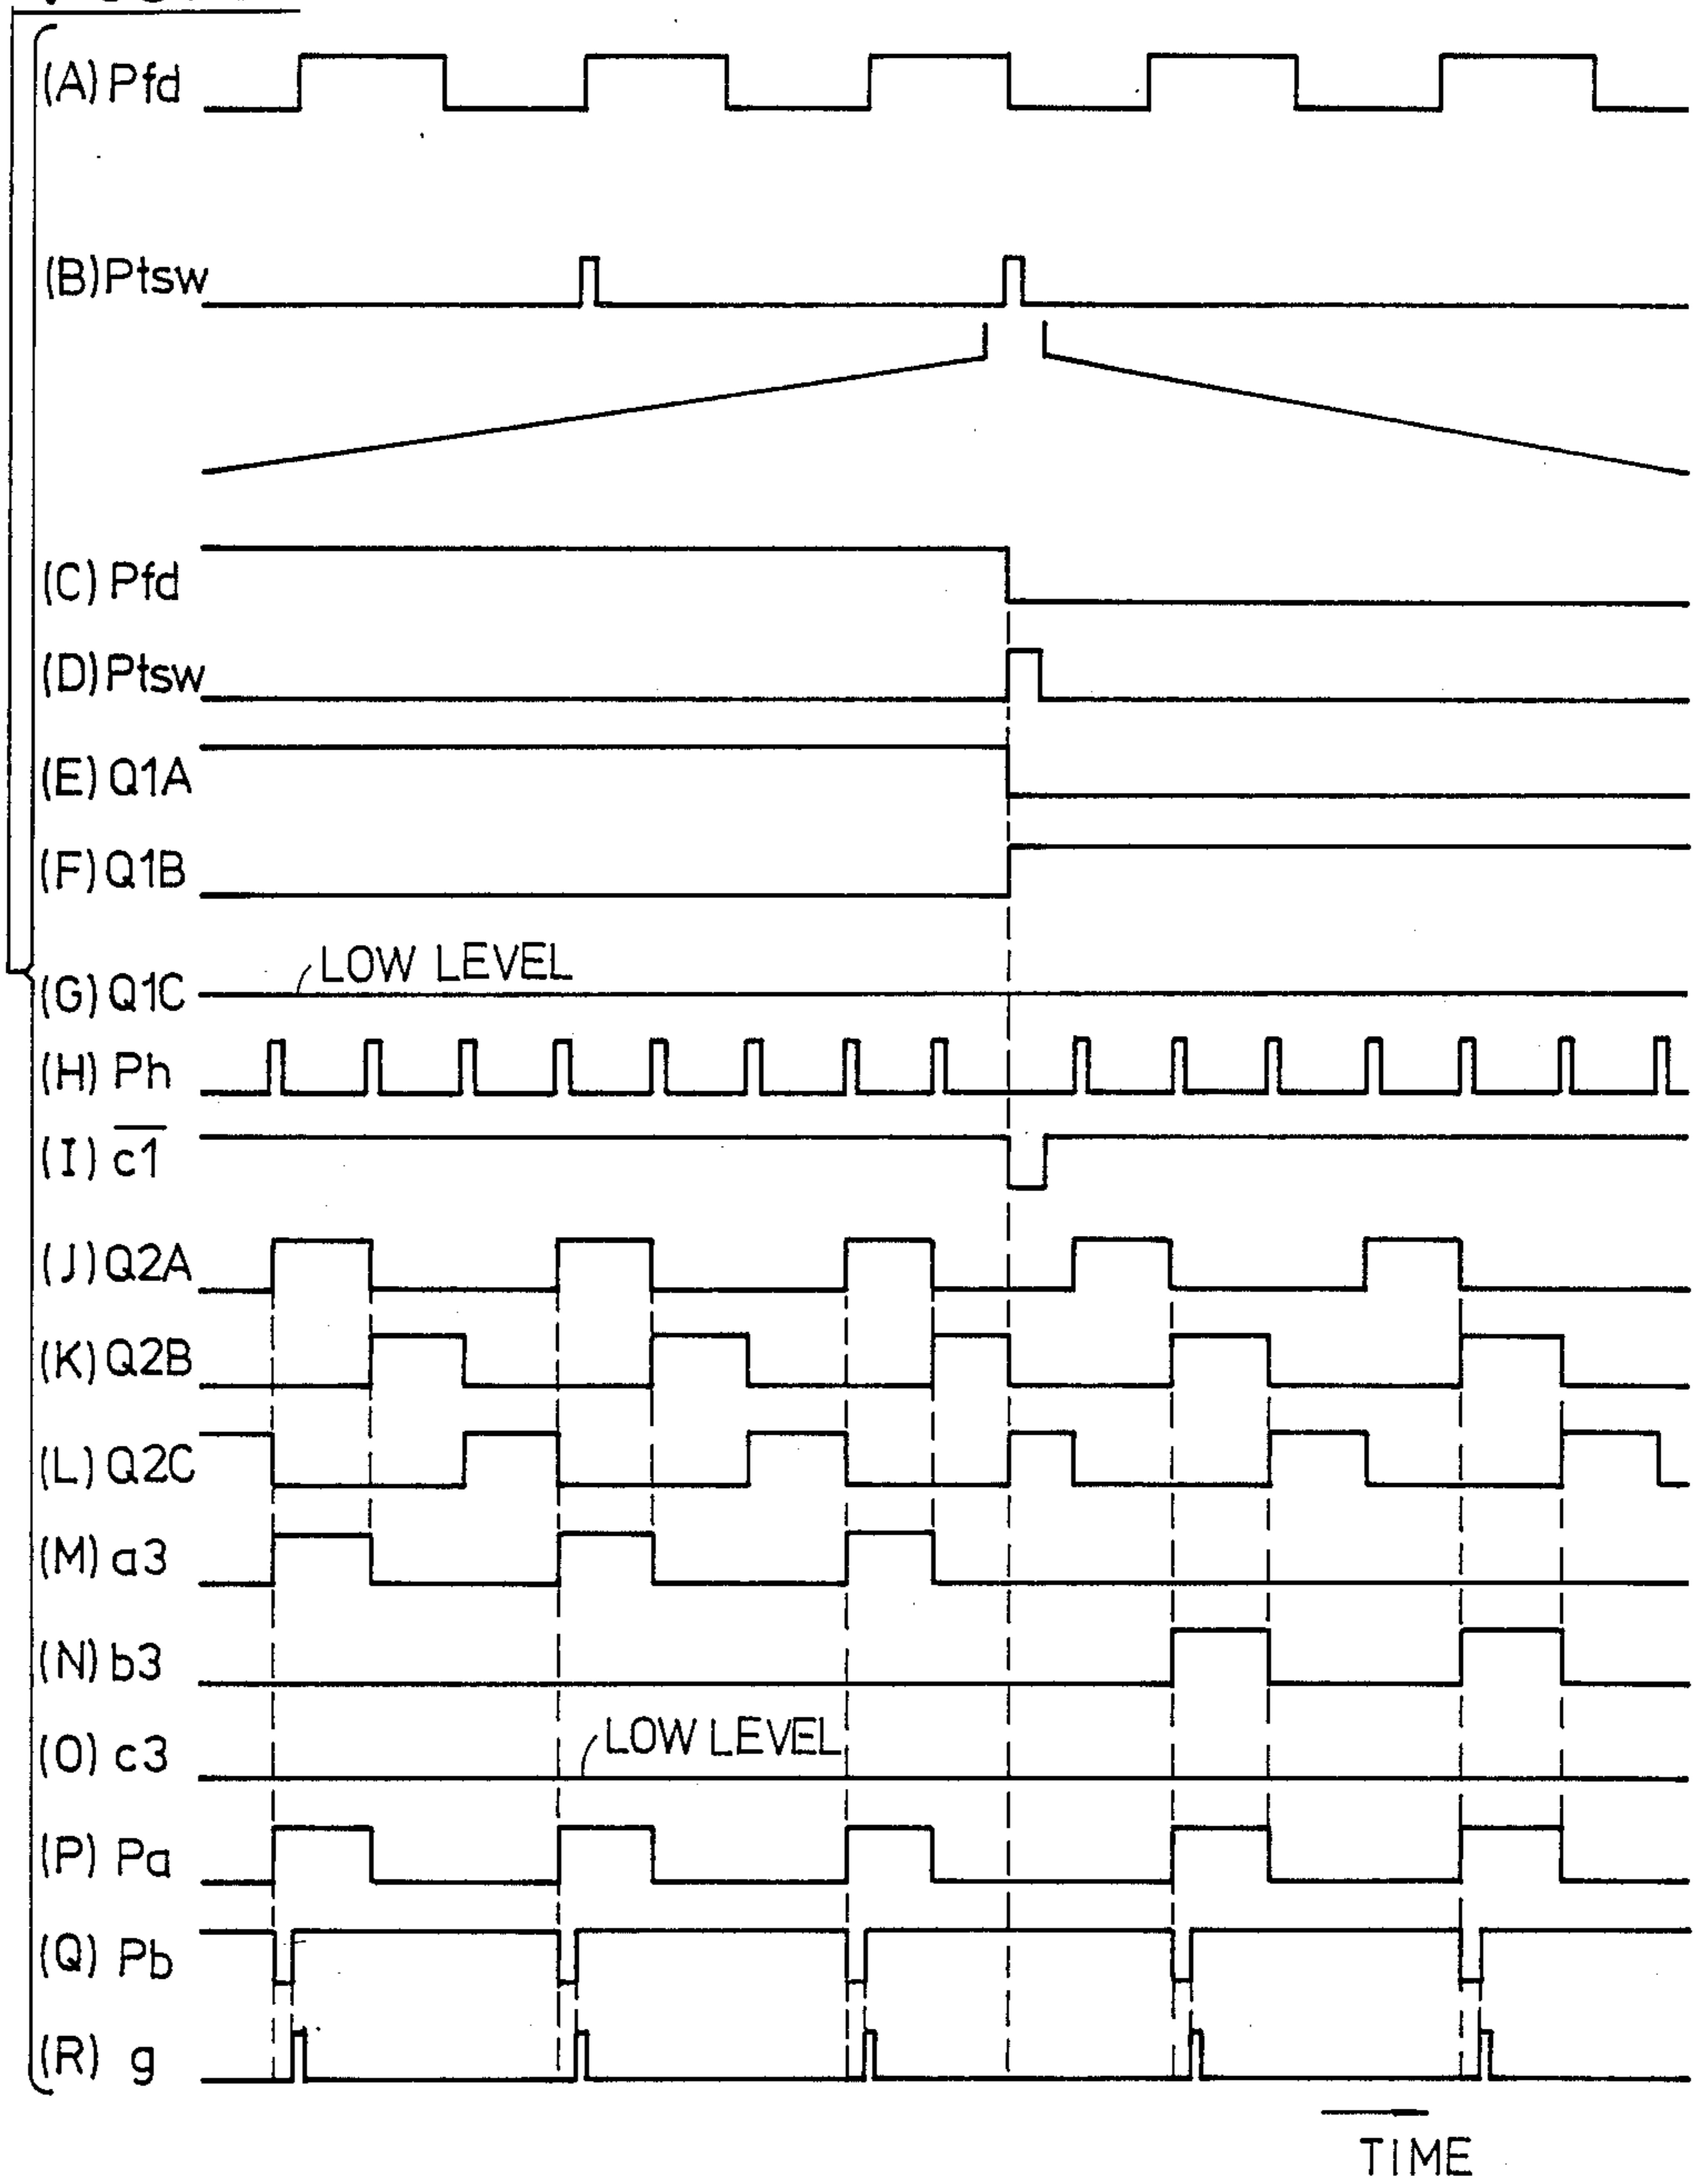 (A) Pfd
(B) Ptsw
(C) Pfd
(D) Ptsw
(E) Q1A
(F) Q1B
LOW LEVEL
(G) Q1C
(H) Ph
(I) c1̅
(J) Q2A
(K) Q2B
(L) Q2C
(M) a3
(N) b3
LOW LEVEL
(O) c3
(P) Pa
(Q) Pb
(R) g
TIME